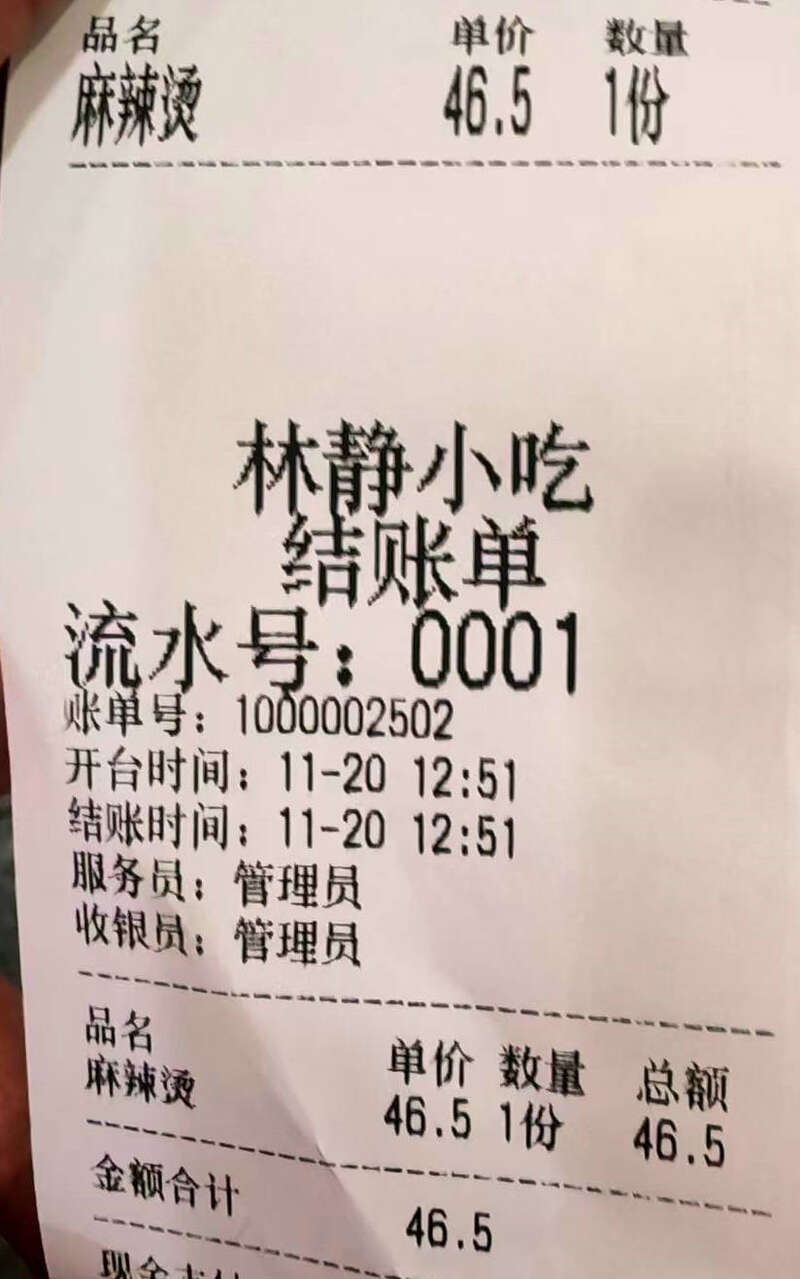 品名 单价 数量
麻辣烫 46.5 1份
林静小吃
结账单
流水号：0001
账单号：1000002502
开台时间：11-20 12:51
结账时间：11-20 12:51
服务员：管理员
收银员：管理员
品名 单价 数量 总额
麻辣烫 46.5 1份 46.5
金额合计 46.5